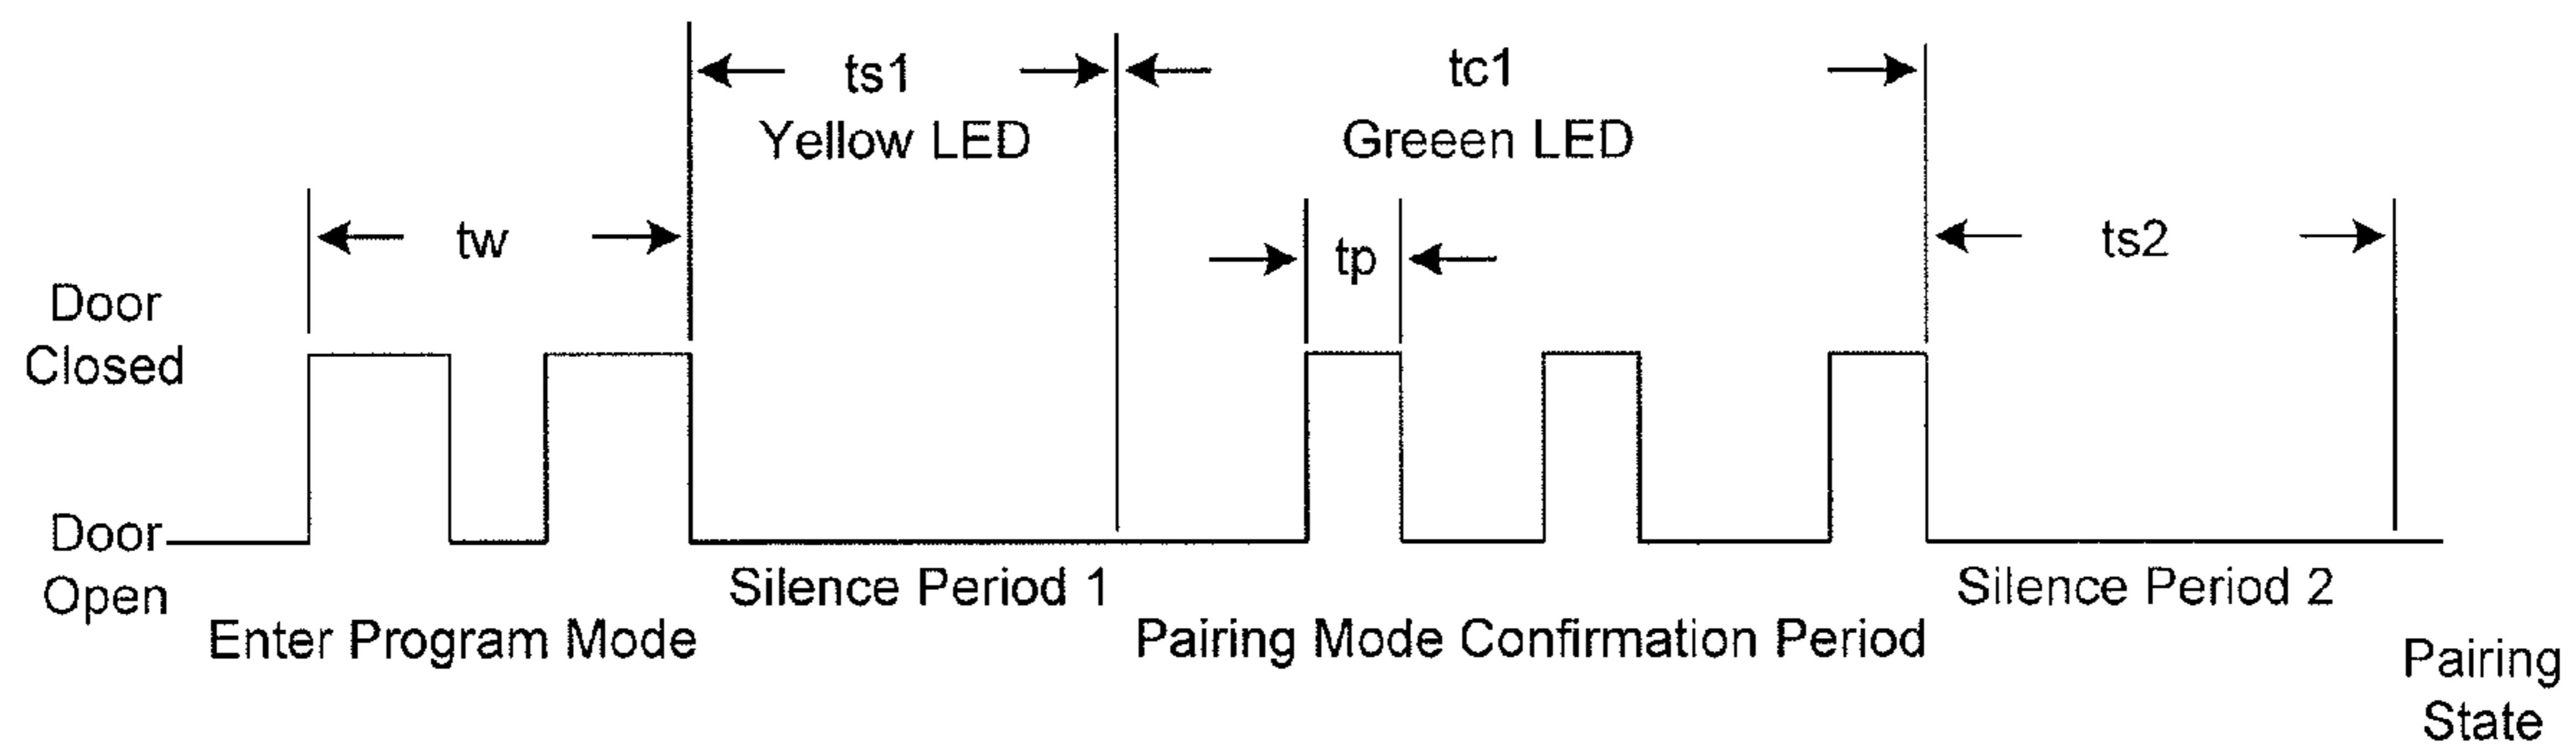 ts1
Yellow LED
tc1
Greeen LED
tw
tp
ts2
Door
Closed
Door
Open
Enter Program Mode
Silence Period 1
Pairing Mode Confirmation Period
Silence Period 2
Pairing
State